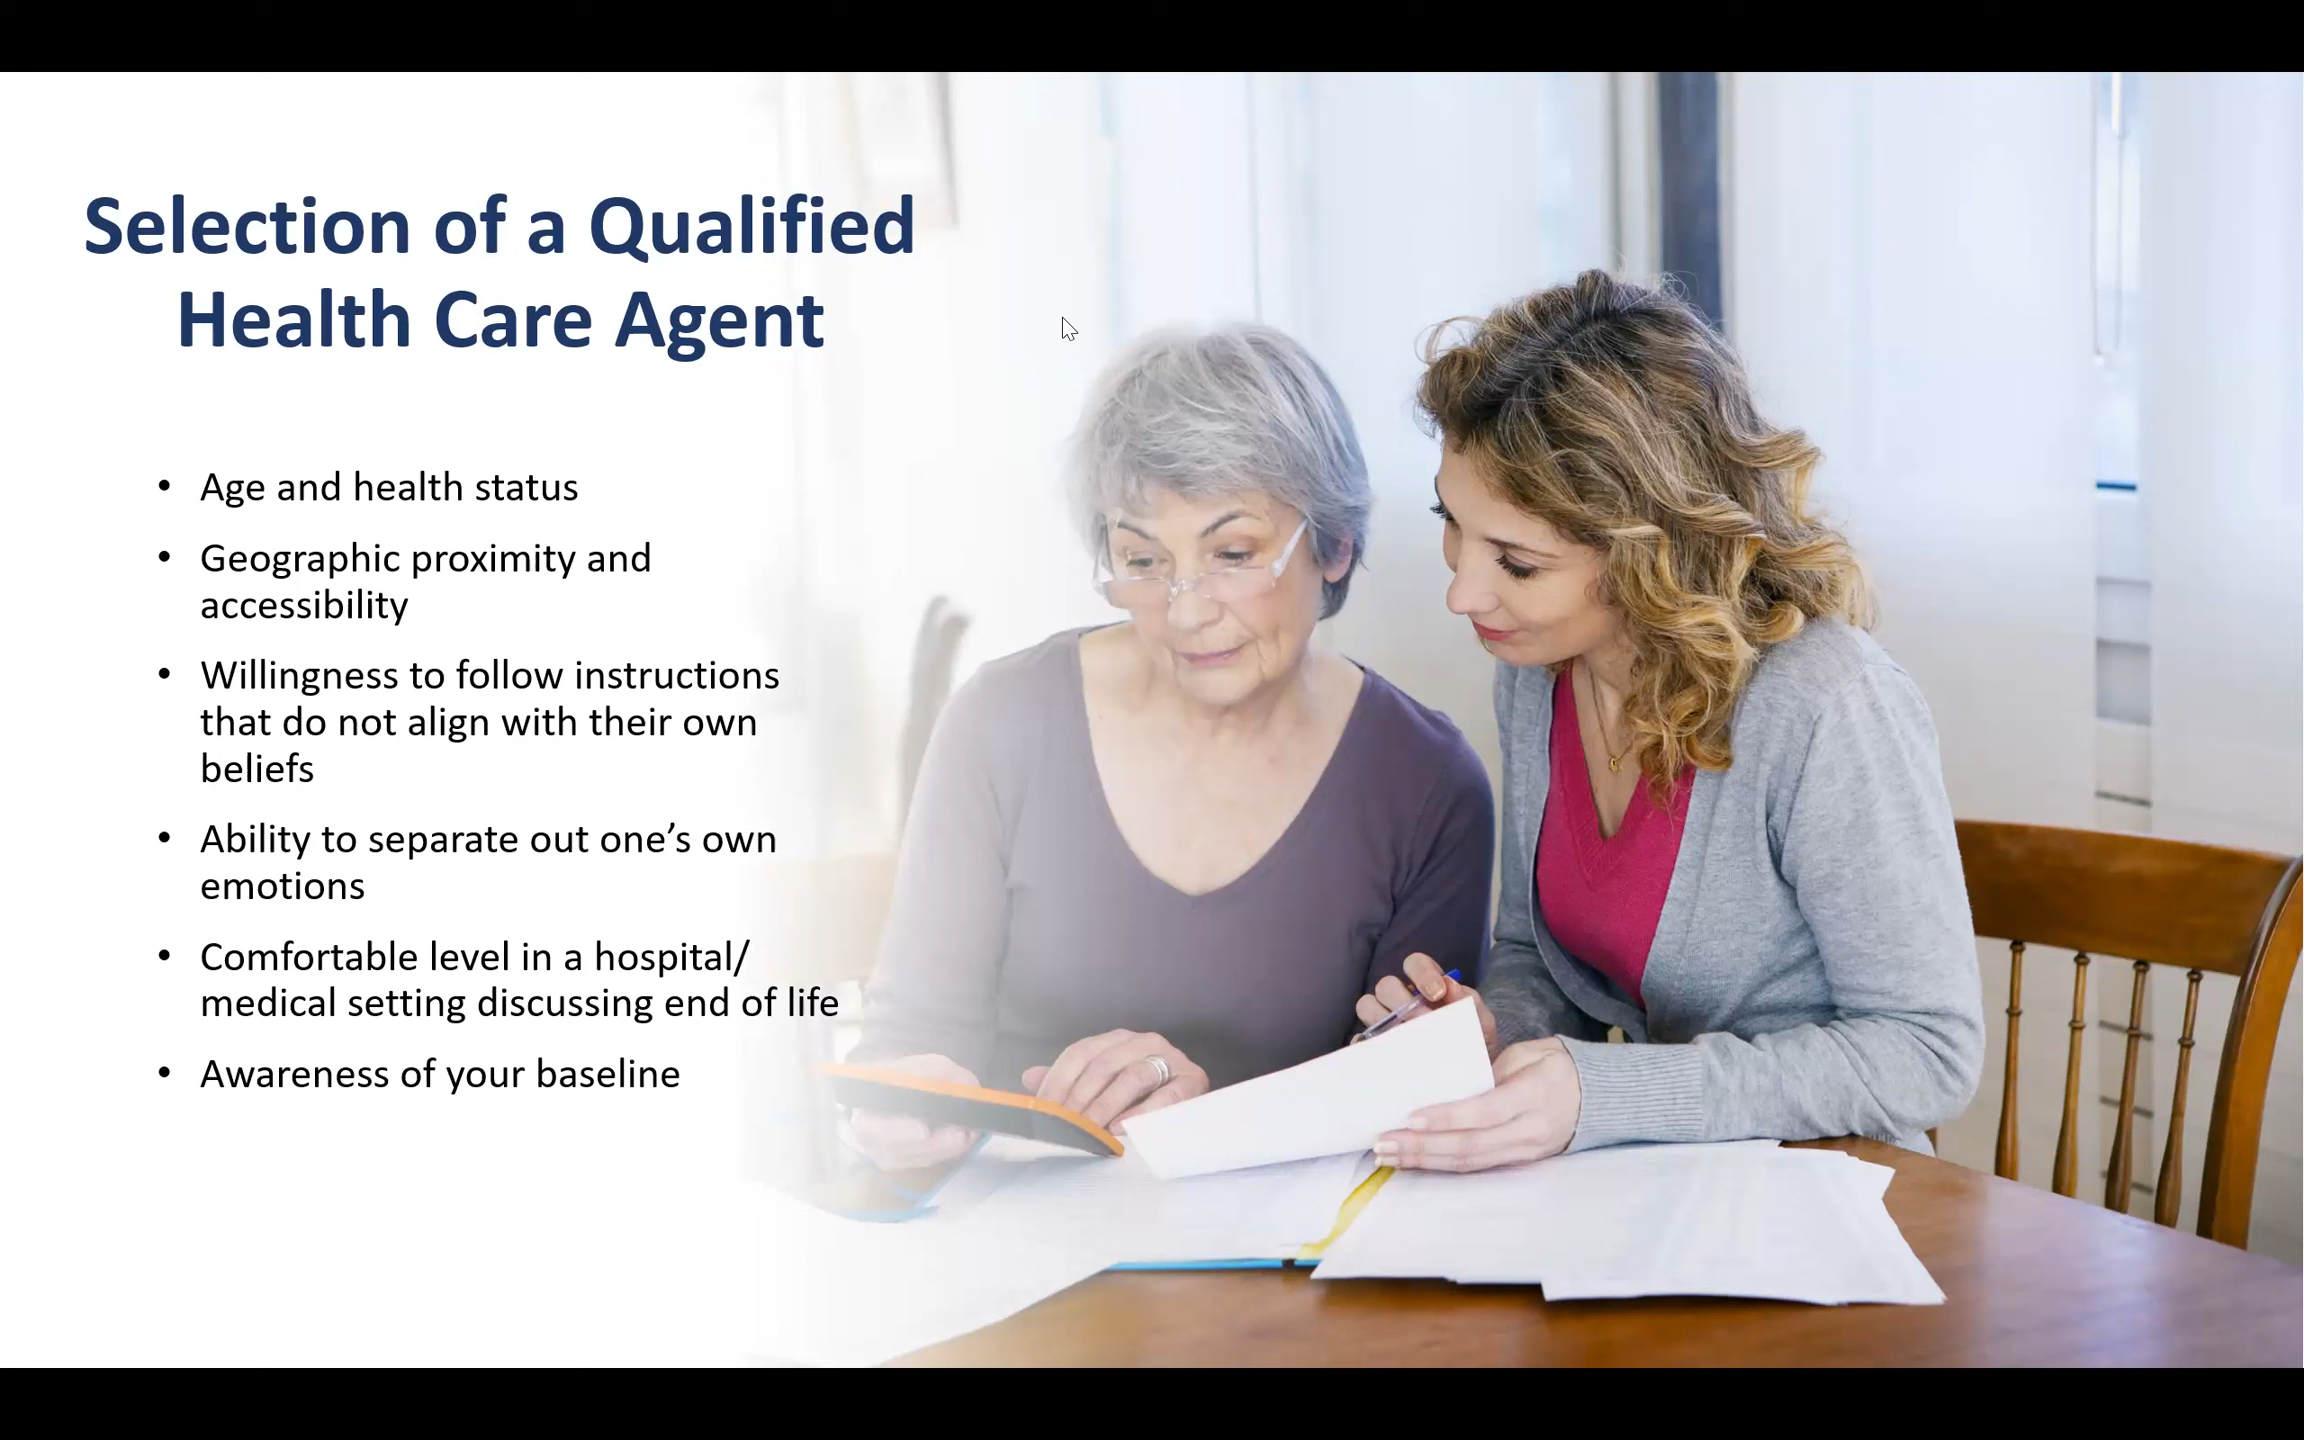 Selection of a Qualified
Health Care Agent
• Age and health status
• Geographic proximity and
accessibility
• Willingness to follow instructions
that do not align with their own
beliefs
• Ability to separate out one’s own
emotions
• Comfortable level in a hospital/
medical setting discussing end of life
• Awareness of your baseline